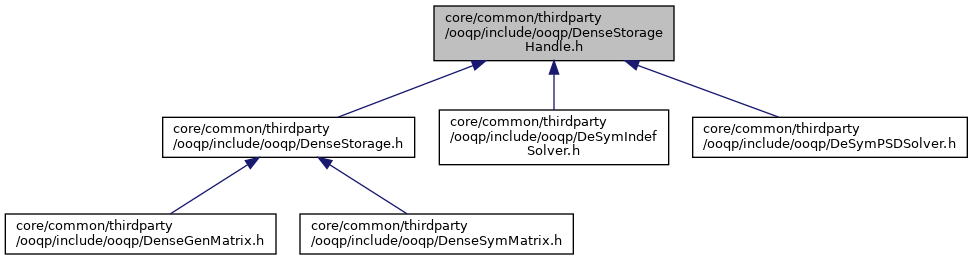 core/common/thirdparty
/ooqp/include/ooqp/DenseStorage
Handle.h
core/common/thirdparty
/ooqp/include/ooqp/DenseStorage.h
core/common/thirdparty
/ooqp/include/ooqp/DeSymIndef
Solver.h
core/common/thirdparty
/ooqp/include/ooqp/DeSymPSDSolver.h
core/common/thirdparty
/ooqp/include/ooqp/DenseGenMatrix.h
core/common/thirdparty
/ooqp/include/ooqp/DenseSymMatrix.h